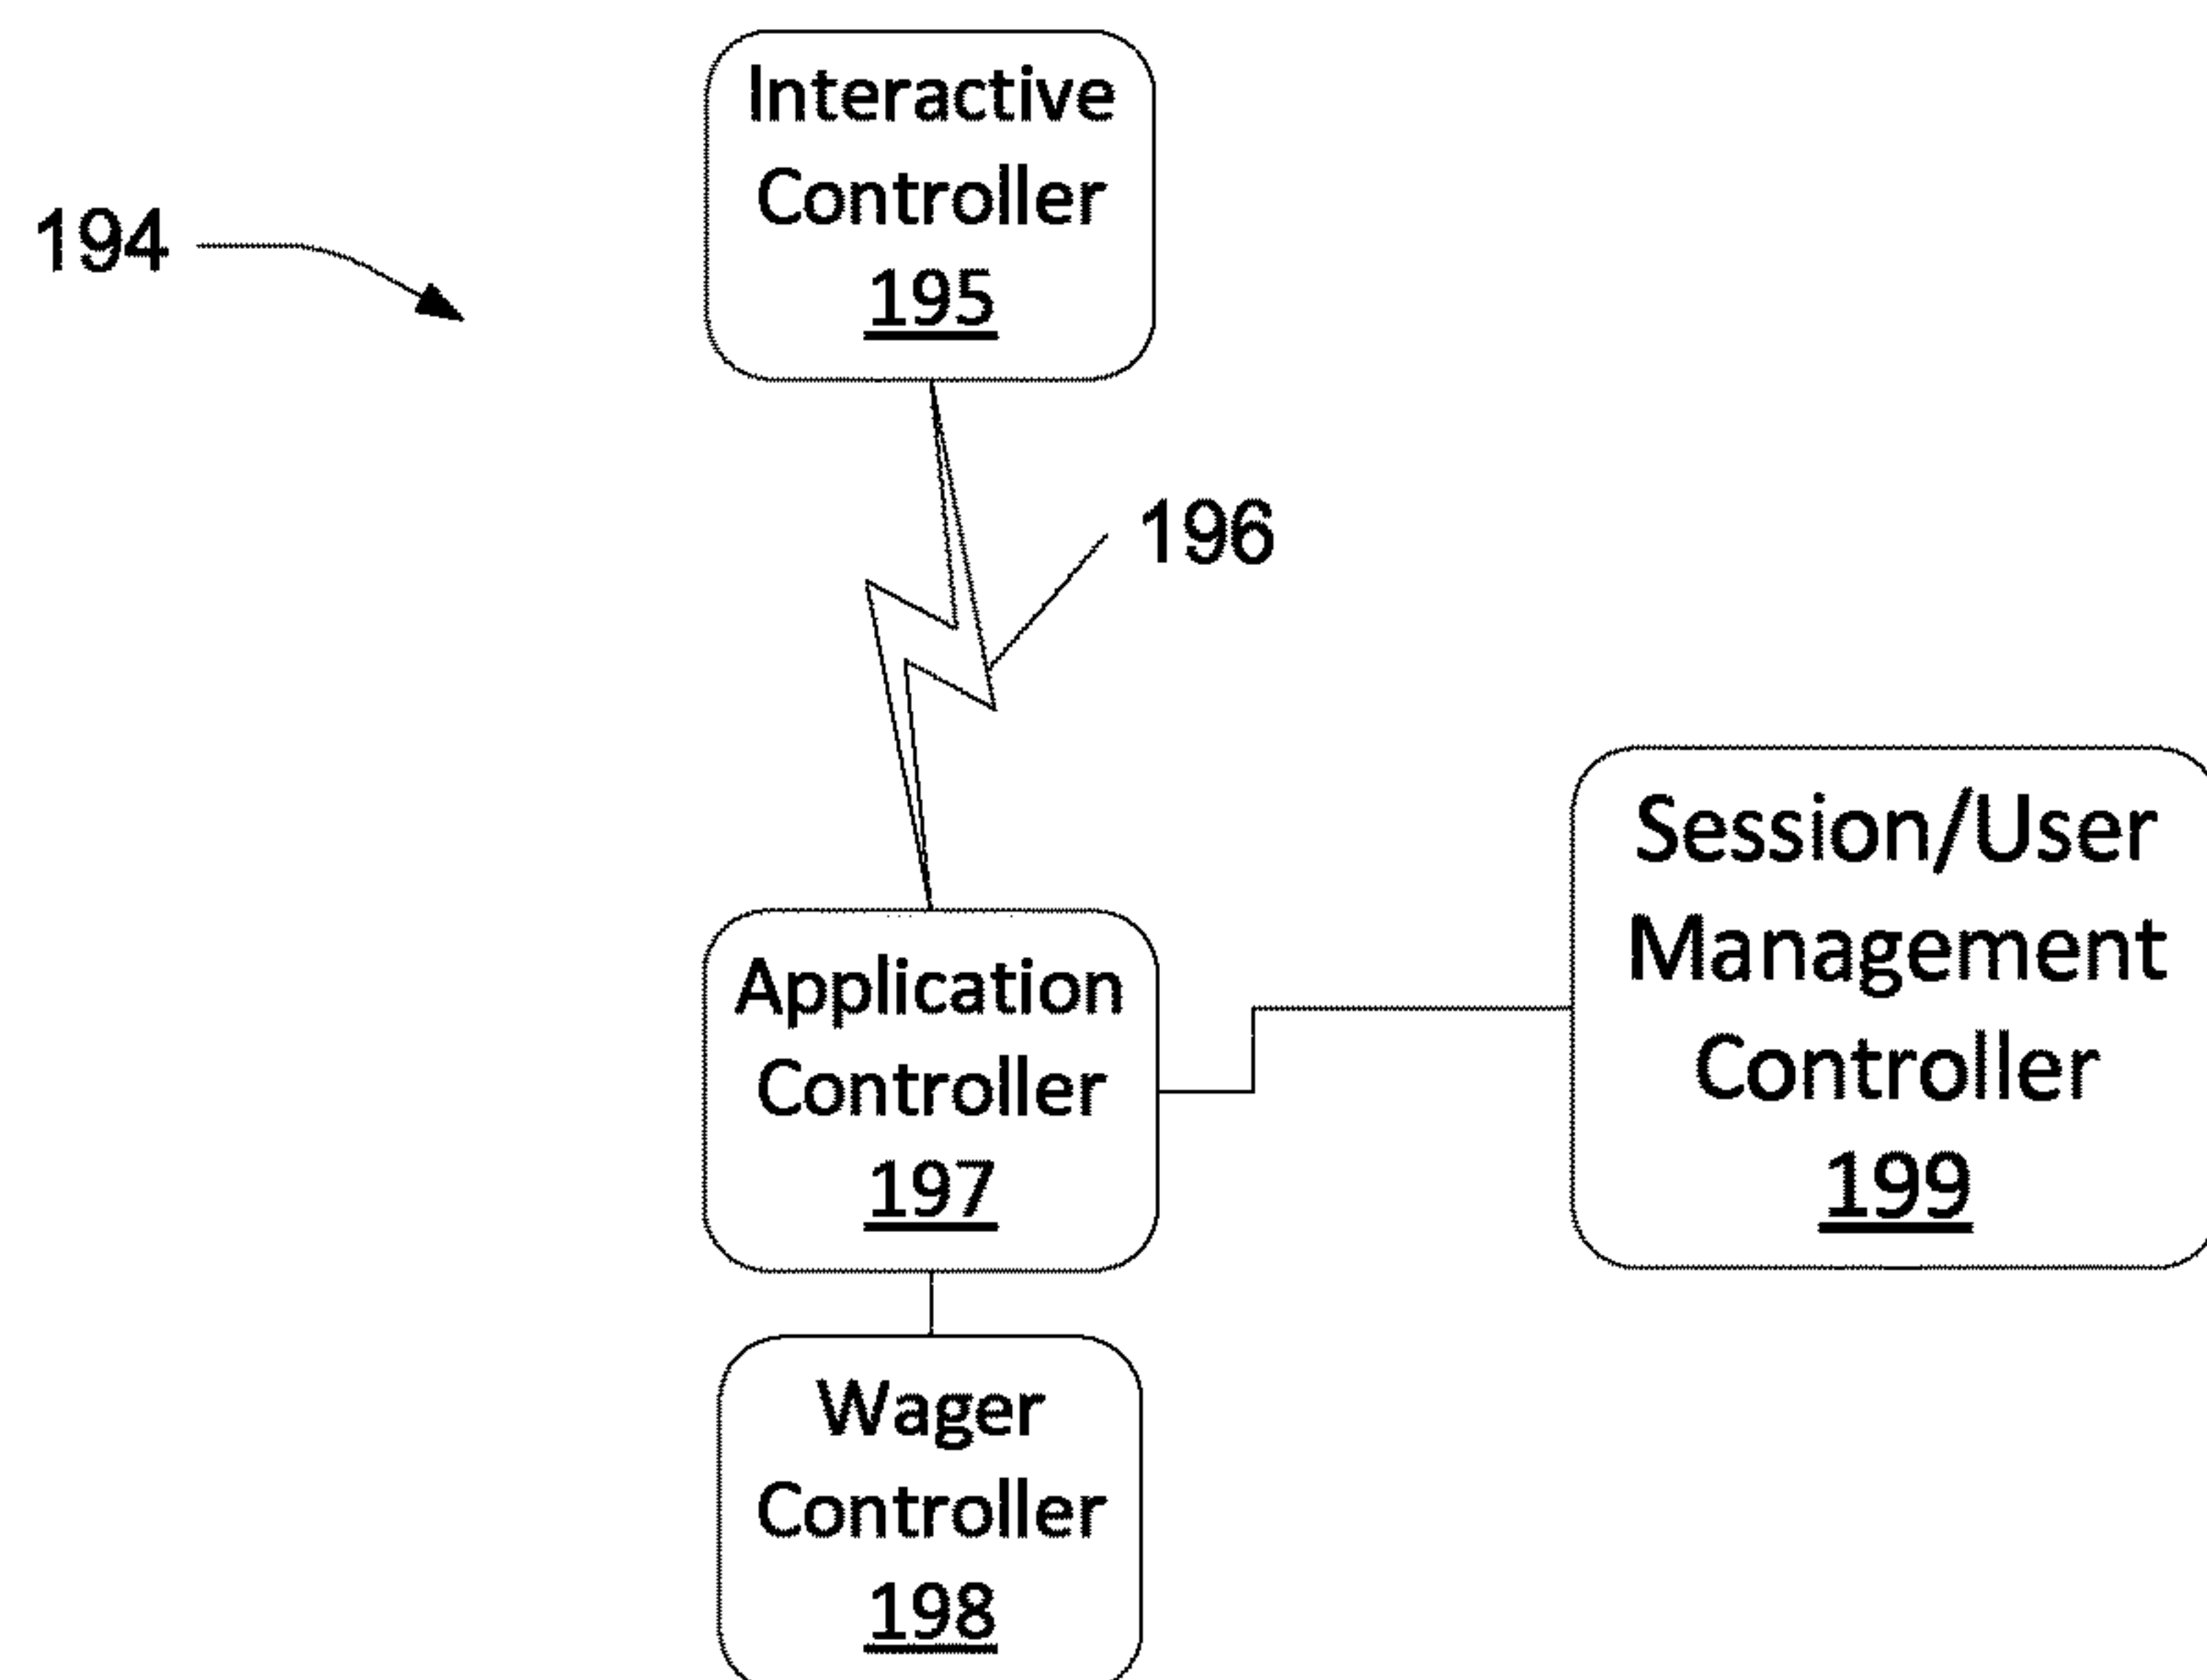 Interactive
Controller
195
194
196
Application
Controller
197
Session/User
Management
Controller
199
Wager
Controller
198